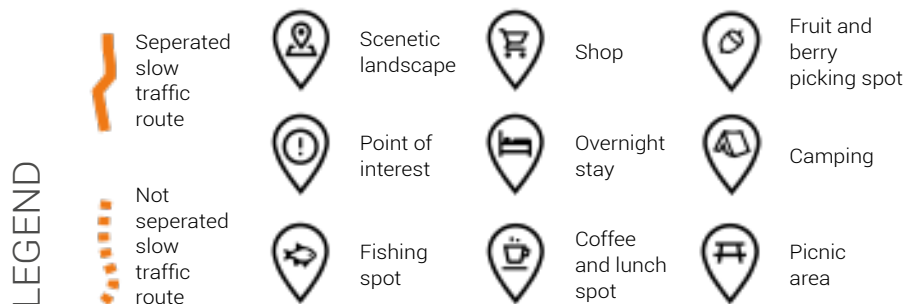 LEGEND
Seperated
slow
traffic
route
Not
seperated
slow
traffic
route
Scenetic
landscape
Point of
interest
Fishing
spot
Shop
Overnight
stay
Coffee
and lunch
spot
Fruit and
berry
picking spot
Camping
Picnic
area